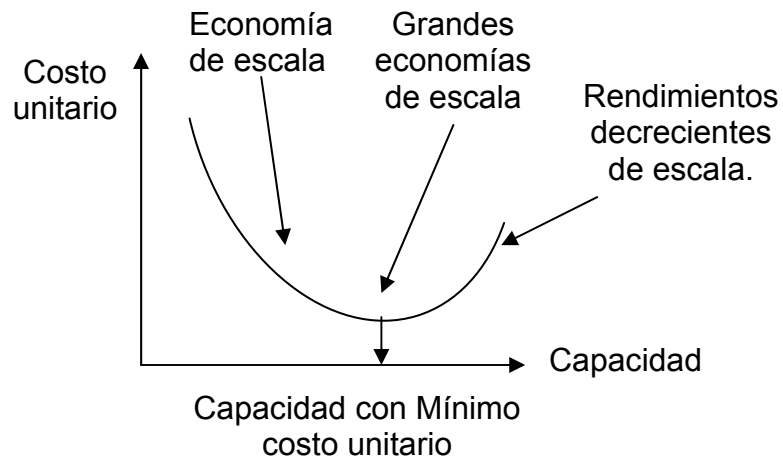 Economía
de escala
Grandes
economías
de escala
Costo
unitario
Rendimientos
decrecientes
de escala.
Capacidad
Capacidad con Mínimo
costo unitario